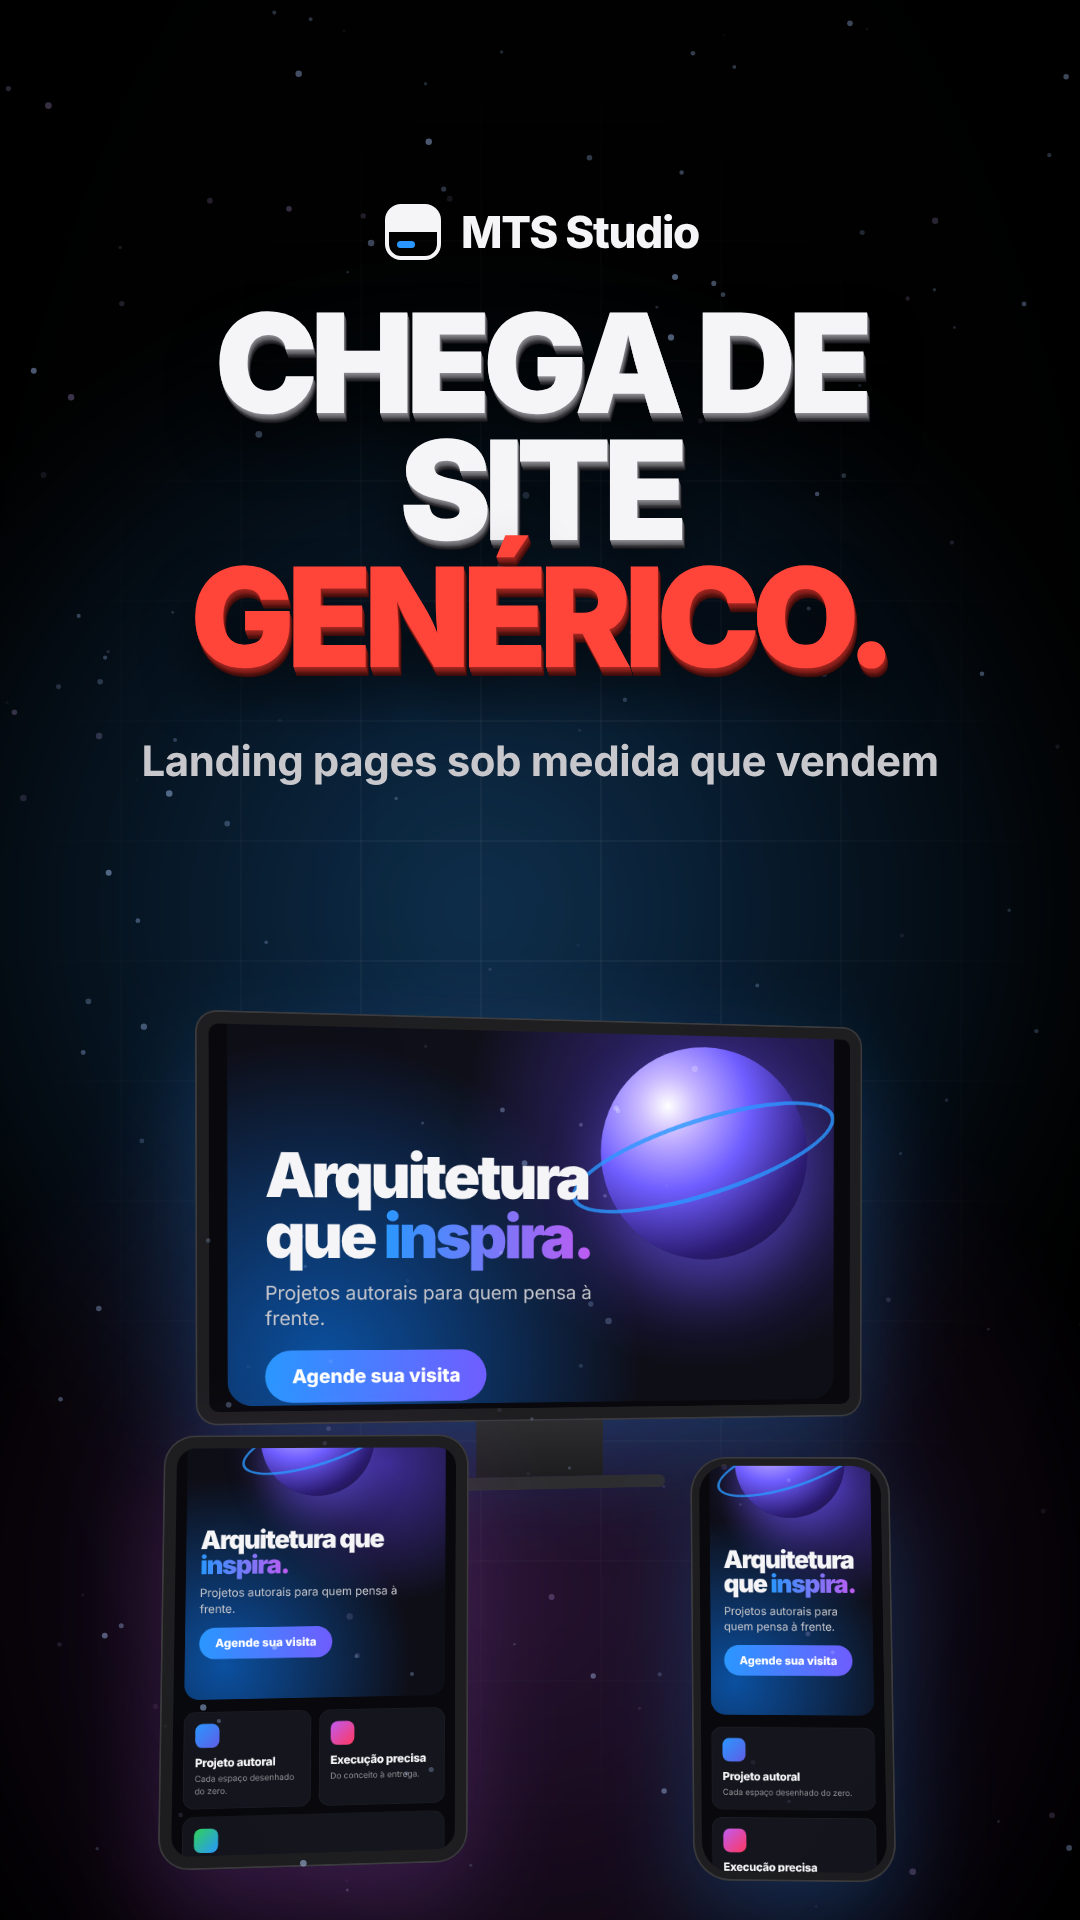 MTS Studio
CHEGA DE
SITE
GENÉRICO.
Landing pages sob medida que vendem
Arquitetura
que inspira.
Projetos autorais para quem pensa à
frente.
Agende sua visita
Arquitetura que
inspira.
Projetos autorais para quem pensa à
frente.
Agende sua visita
Projeto autoral
Cada espaço desenhado
do zero.
Execução precisa
Do conceito à entrega.
Arquitetura
que inspira.
Projetos autorais para
quem pensa à frente.
Agende sua visita
Projeto autoral
Cada espaço desenhado do zero.
Execução precisa